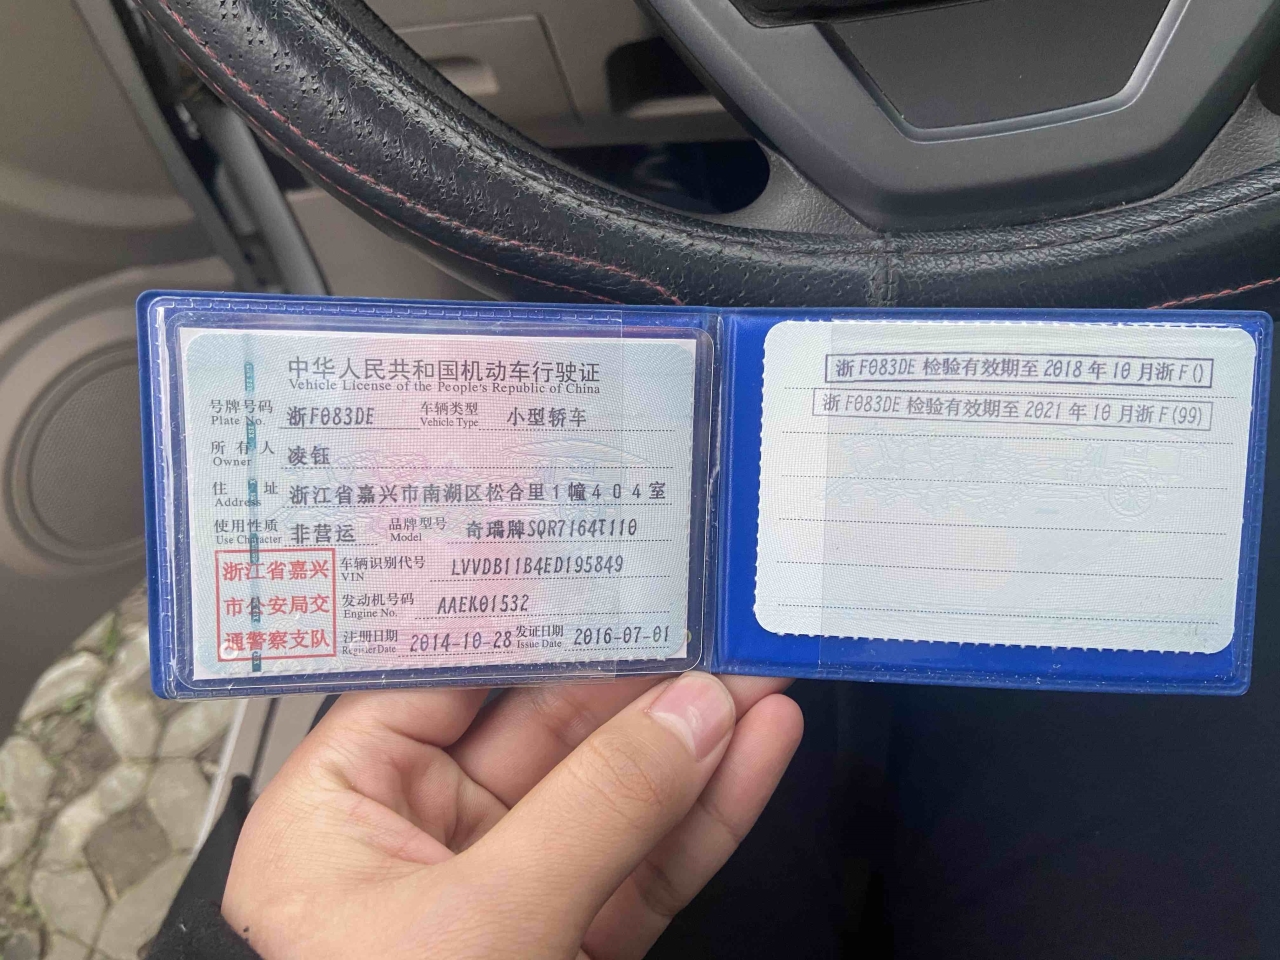 中华人民共和国机动车行驶证
Vehicle License of the People's Republic of China
号牌号码 浙F083DE 车辆类型 小型轿车
Plate No. Vehicle Type
所有人 凌钰
Owner
住址 浙江省嘉兴市南湖区松合里1幢404室
Address
使用性质 非营运 品牌型号 奇瑞牌SQR7164T110
Use Character Model
浙江省嘉兴
市公安局交
通警察支队
车辆识别代号 LVVDB11B4ED195849
VIN
发动机号码 AAEK01532
Engine No.
注册日期 2014-10-28 发证日期 2016-07-01
Register Date Issue Date
浙F083DE 检验有效期至2018年10月浙F()
浙F083DE 检验有效期至2021年10月浙F(99)